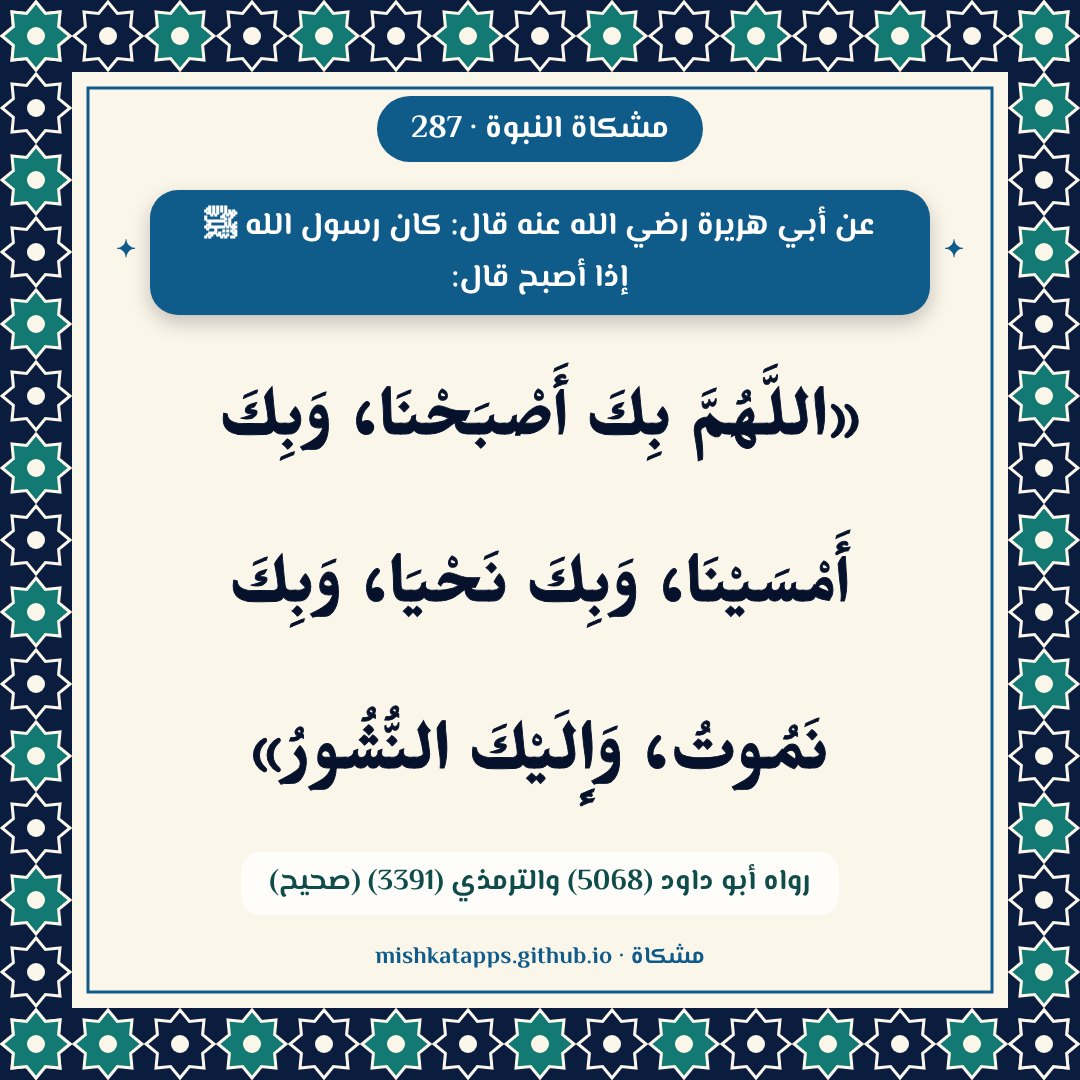 مشكاة النبوة · 287
عن أبي هريرة رضي الله عنه قال: كان رسول الله ﷺ
إذا أصبح قال:
«اللَّهُمَّ بِكَ أَصْبَحْنَا، وَبِكَ
أَمْسَيْنَا، وَبِكَ نَحْيَا، وَبِكَ
نَمُوتُ، وَإِلَيْكَ النُّشُورُ»
رواه أبو داود (5068) والترمذي (3391) (صحيح)
مشكاة · mishkatapps.github.io